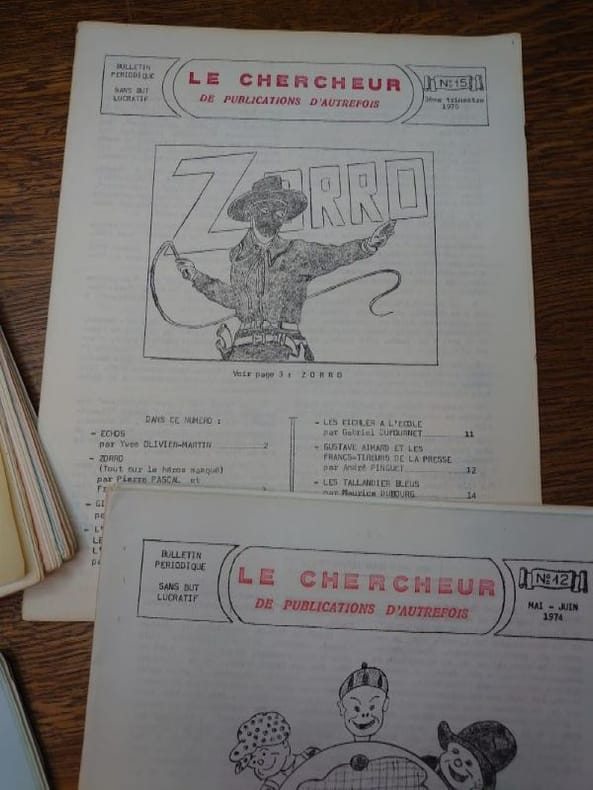 BULLETIN
PERIODIQUE
SANS BUT
LUCRATIF
LE CHERCHEUR
DE PUBLICATIONS D'AUTREFOIS
N° 15
3ème trimestre
1975
ZORRO
Voir page 3 : Z O R R O
DANS CE NUMERO :
- ECHOS
par Yves OLIVIER-MARTIN 2
- ZORRO
(Tout sur le héros masqué)
par Pierre PASCAL et
- LES EICHLER A L'ECOLE
par Gabriel DUFOURNET 11
- GUSTAVE AIMARD ET LES
FRANCS-TIREURS DE LA PRESSE
par André PINGUET 12
- LES TALLANDIER BLEUS
par Maurice DUBOURG 14
BULLETIN
PERIODIQUE
SANS BUT
LUCRATIF
LE CHERCHEUR
DE PUBLICATIONS D'AUTREFOIS
N° 12
MAI - JUIN
1974